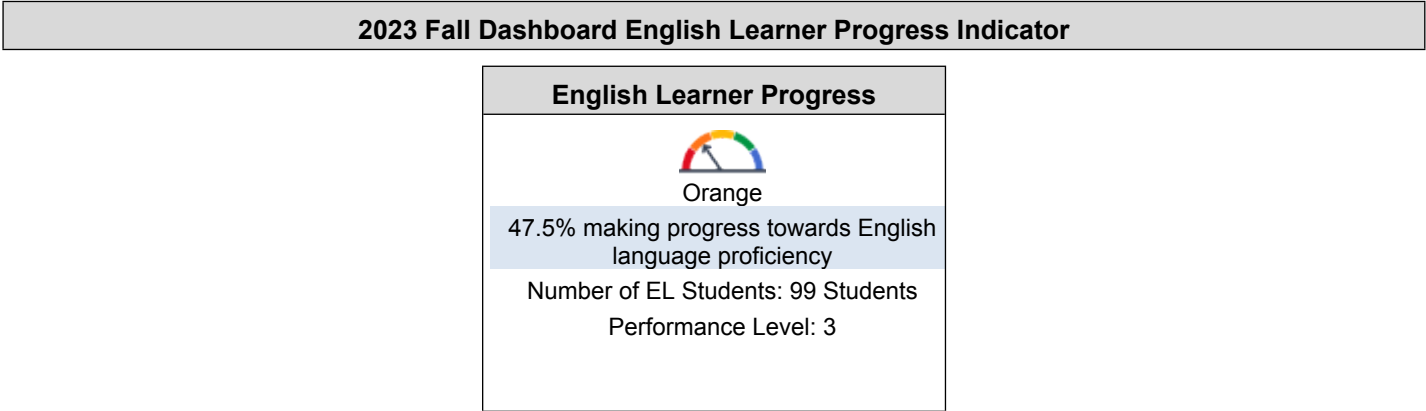 2023 Fall Dashboard English Learner Progress Indicator
English Learner Progress
Orange
47.5% making progress towards English
language proficiency
Number of EL Students: 99 Students
Performance Level: 3